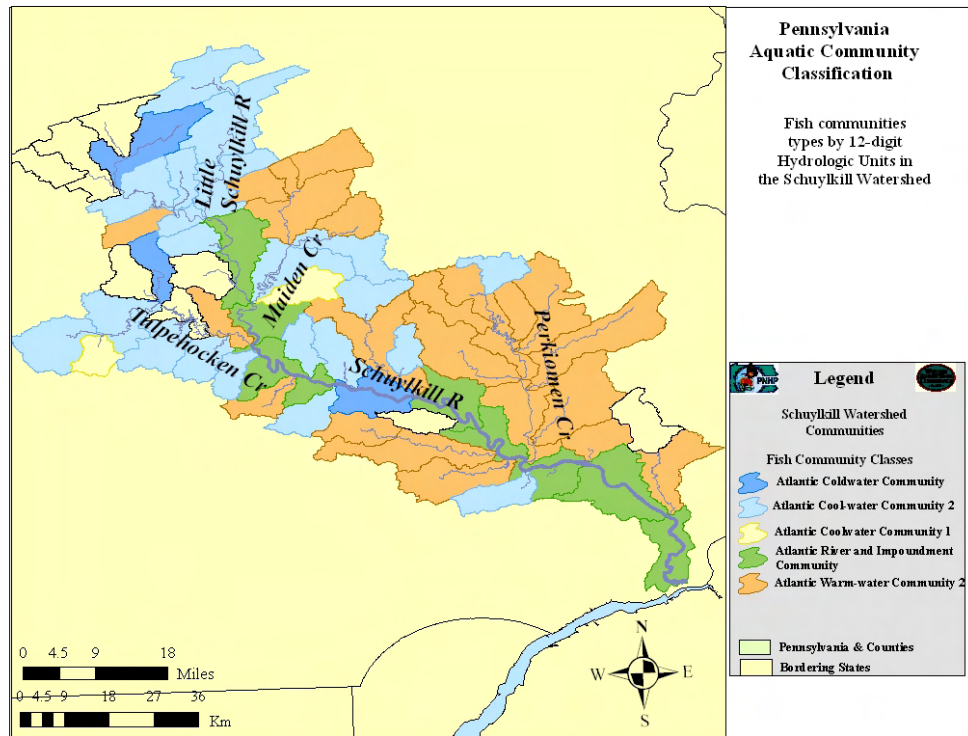 Pennsylvania
Aquatic Community
Classification
Fish communities
types by 12-digit
Hydrologic Units in
the Schuylkill Watershed
Little
Schuylkill R
Maiden Cr
Tulpehocken Cr
Schuylkill R
Perkiomen Cr
PNHP
Legend
Schuylkill Watershed
Communities
Fish Community Classes
Atlantic Coldwater Community
Atlantic Cool-water Community 2
Atlantic Coolwater Community 1
Atlantic River and Impoundment
Community
Atlantic Warm-water Community 2
Pennsylvania & Counties
Bordering States
0 4.5 9 18
Miles
0 4.5 9 18 27 36
Km
N
W E
S